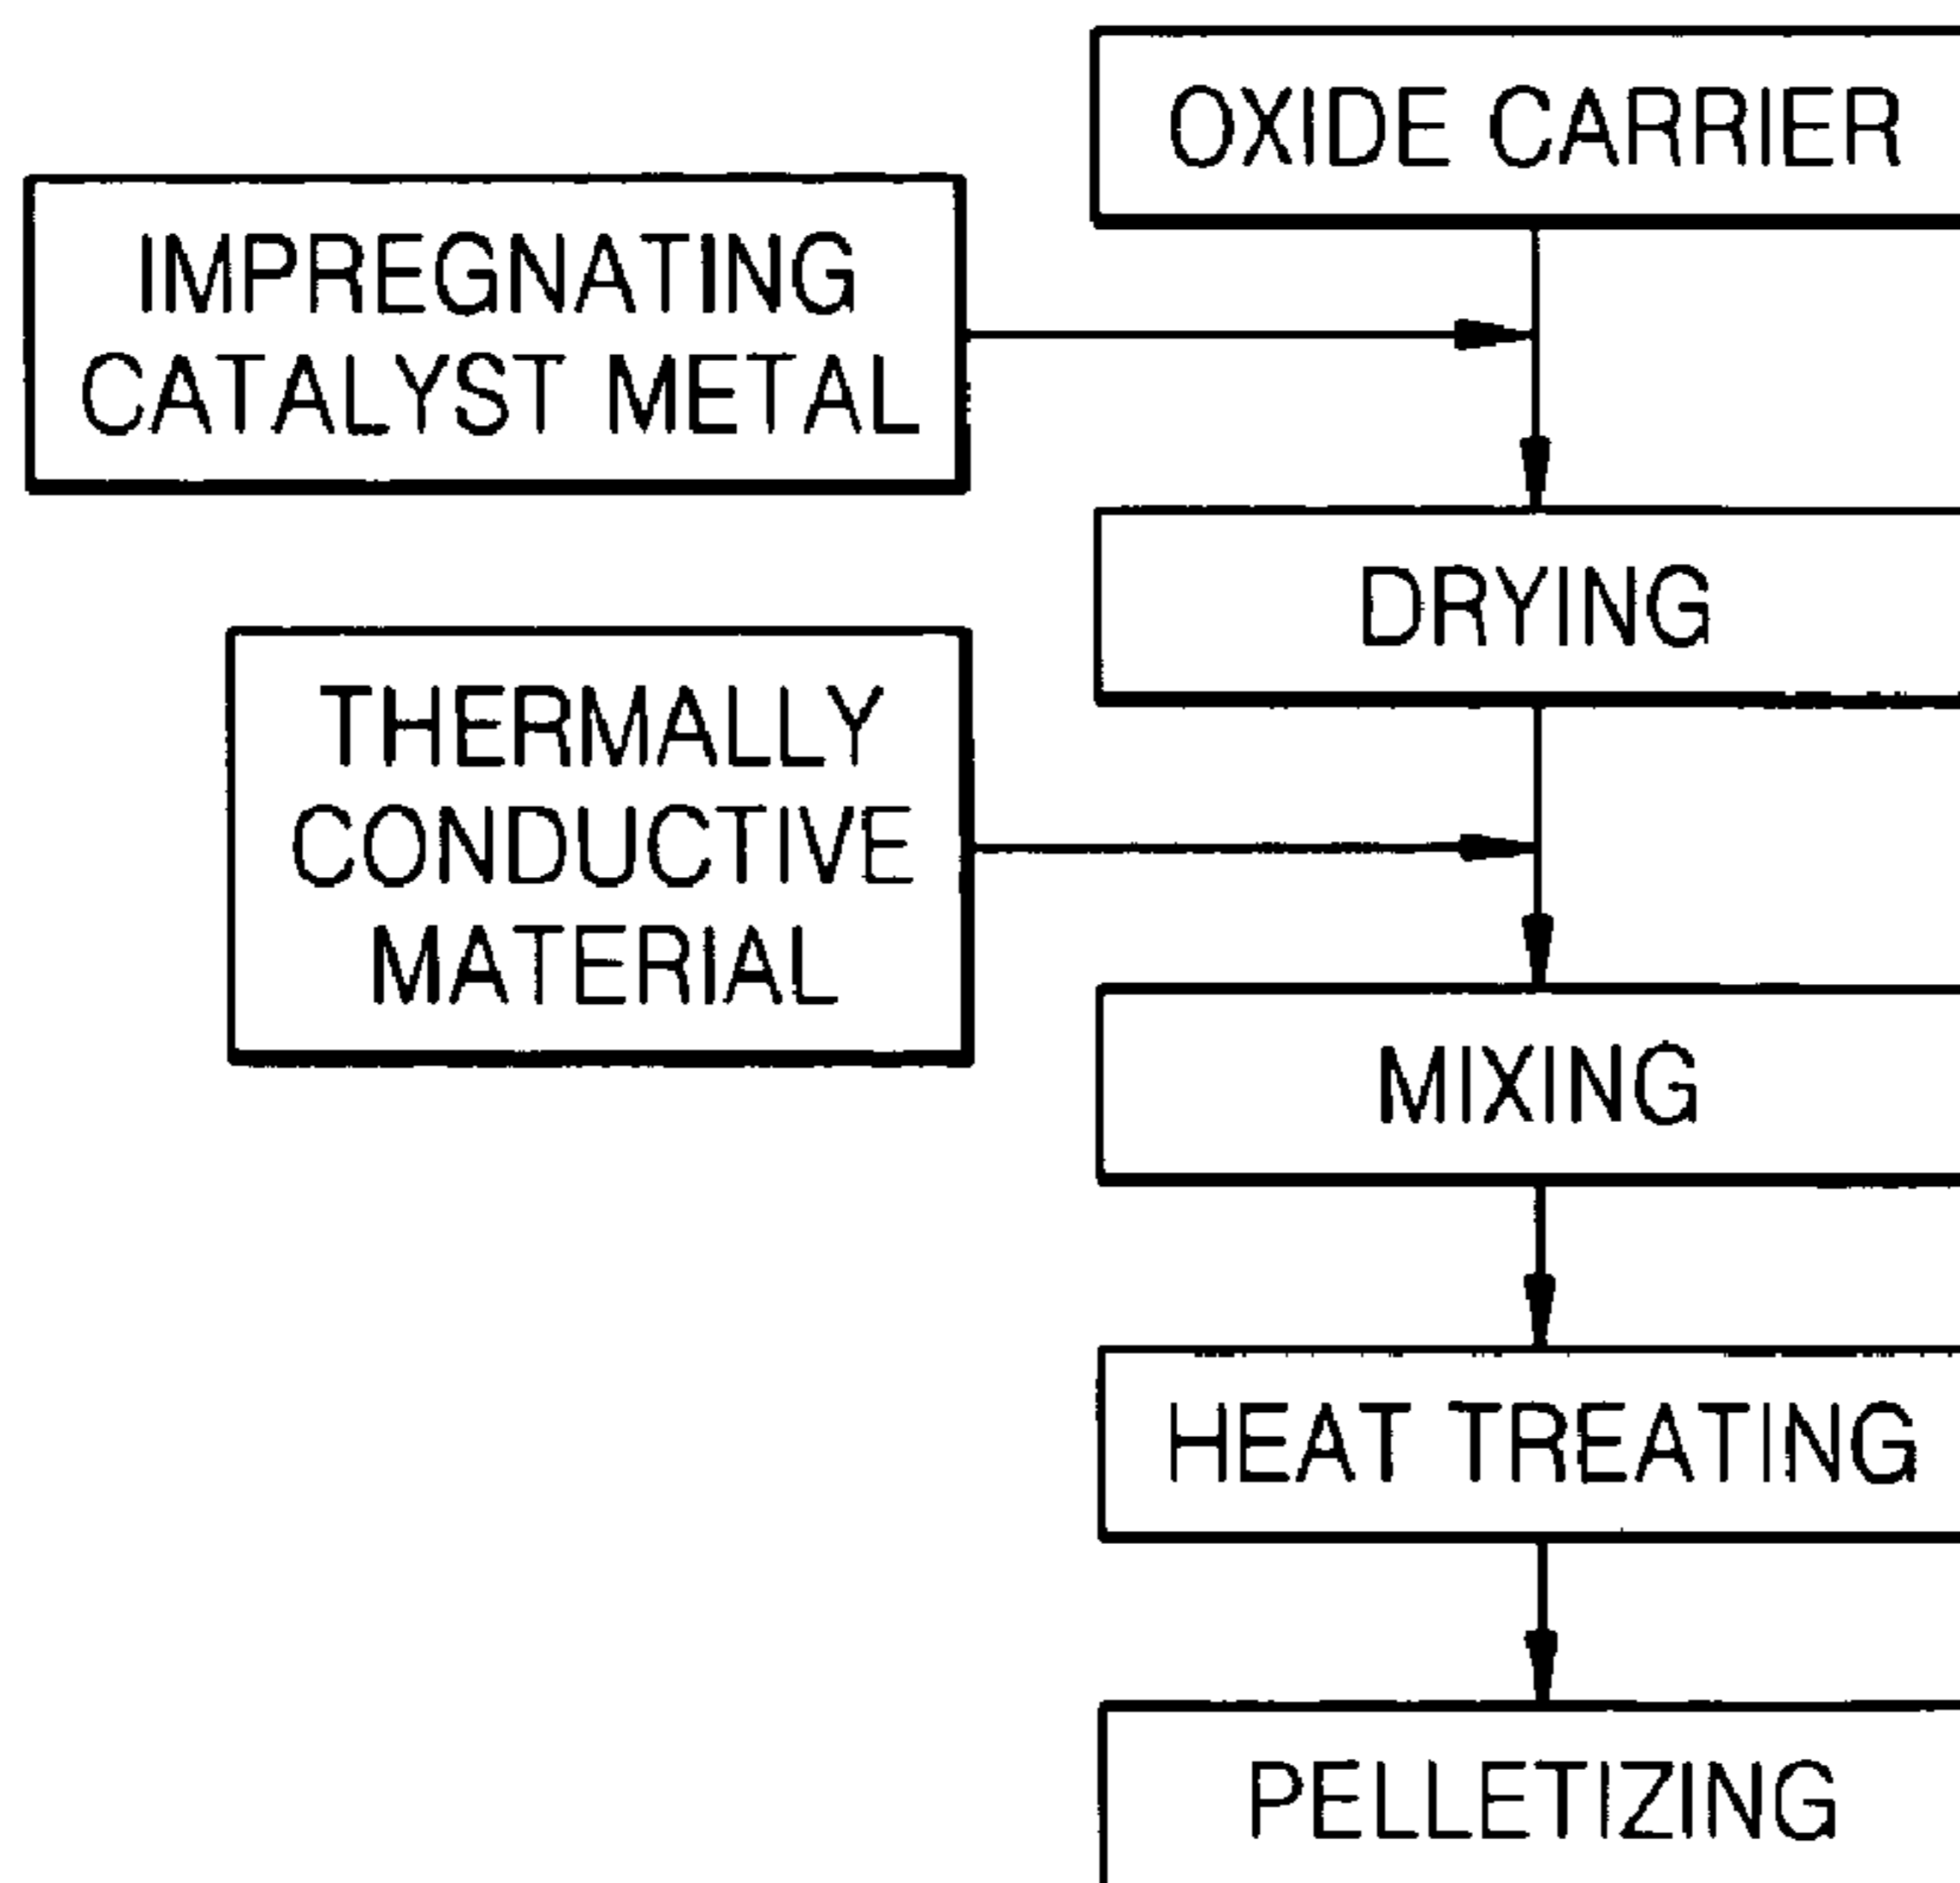 OXIDE CARRIER
IMPREGNATING
CATALYST METAL
DRYING
THERMALLY
CONDUCTIVE
MATERIAL
MIXING
HEAT TREATING
PELLETIZING